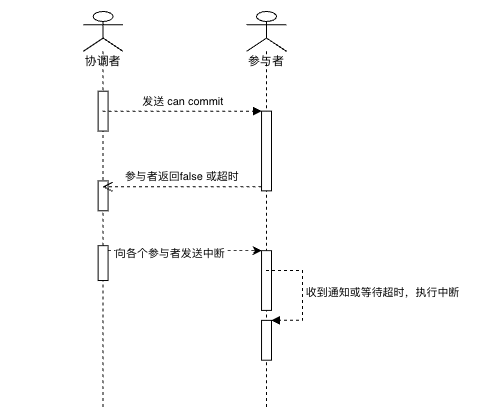 协调者
参与者
发送 can commit
参与者返回false 或超时
向各个参与者发送中断
收到通知或等待超时，执行中断